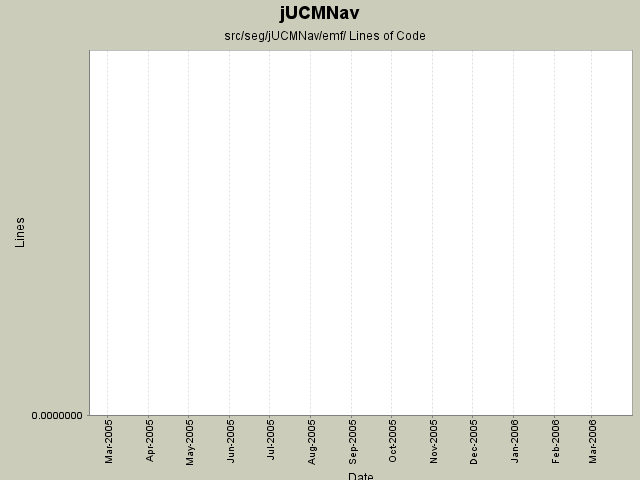 jUCMNav
src/seg/jUCMNav/emf/ Lines of Code
Lines
0.0000000
Mar-2005
Apr-2005
May-2005
Jun-2005
Jul-2005
Aug-2005
Sep-2005
Oct-2005
Nov-2005
Dec-2005
Jan-2006
Feb-2006
Mar-2006
Date